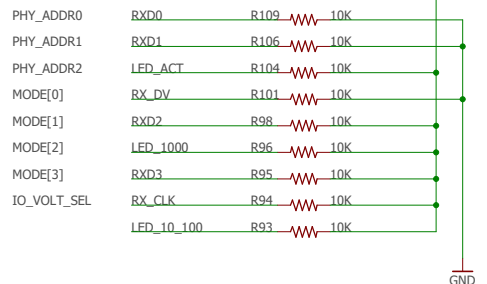 PHY_ADDR0 RXD0 R109 10K
PHY_ADDR1 RXD1 R106 10K
PHY_ADDR2 LED_ACT R104 10K
MODE[0] RX_DV R101 10K
MODE[1] RXD2 R98 10K
MODE[2] LED_1000 R96 10K
MODE[3] RXD3 R95 10K
IO_VOLT_SEL RX_CLK R94 10K
LED_10_100 R93 10K
GND